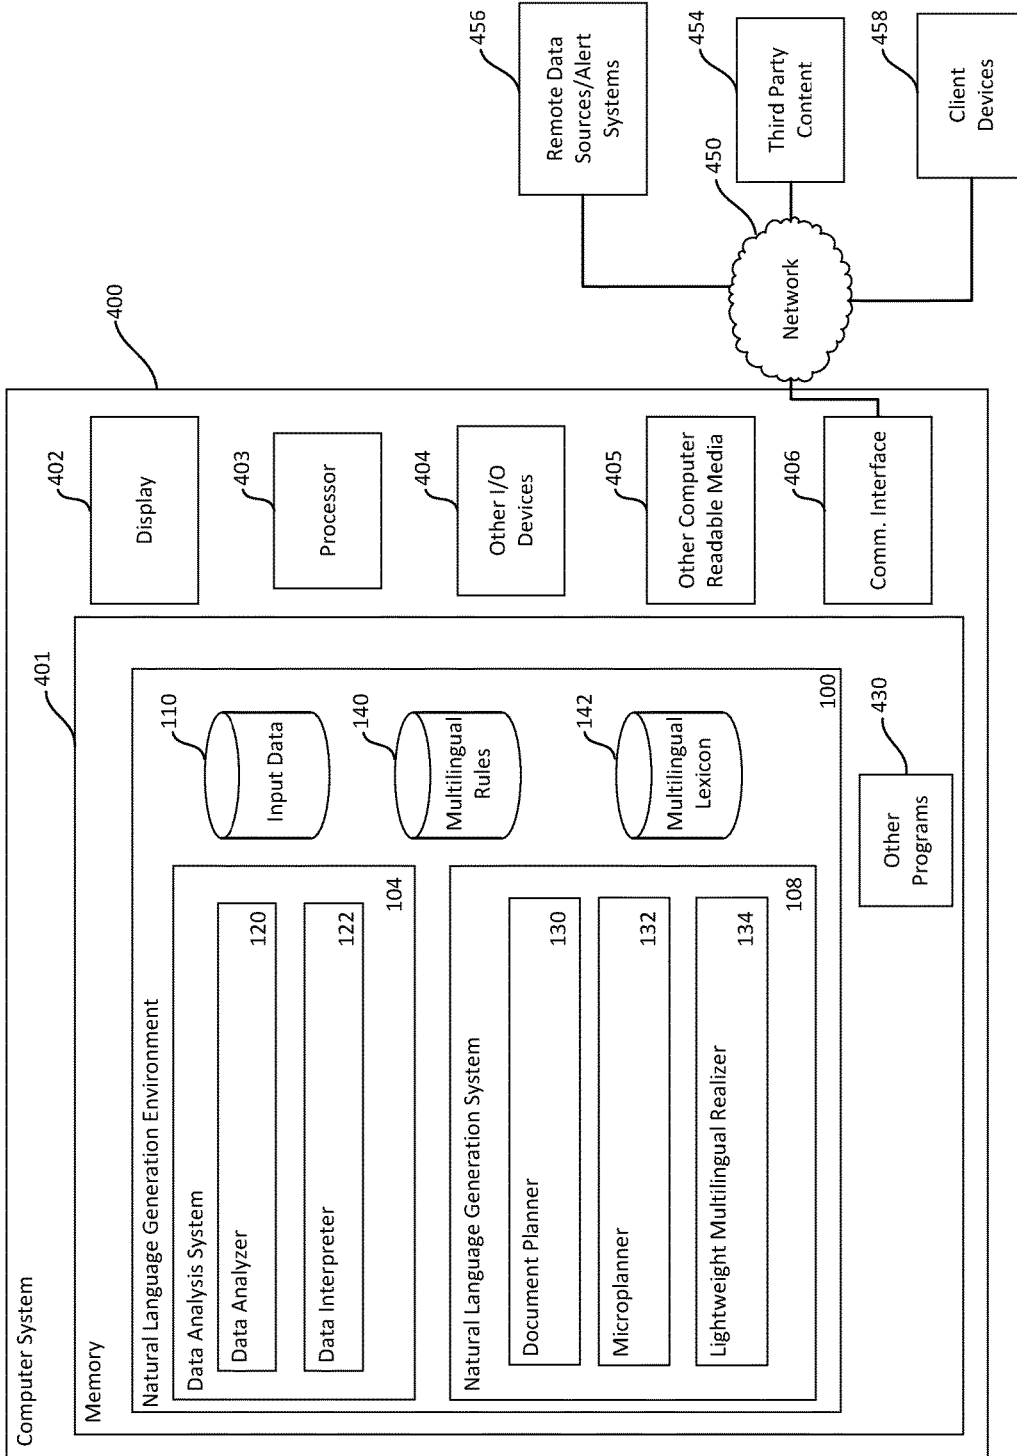 Computer System
400
Memory
401
Natural Language Generation Environment
Data Analysis System
Data Analyzer
120
Data Interpreter
122
104
Natural Language Generation System
Document Planner
130
Microplanner
132
Lightweight Multilingual Realizer
134
108
110
Input Data
140
Multilingual
Rules
142
Multilingual
Lexicon
100
430
Other
Programs
402
Display
403
Processor
404
Other I/O
Devices
405
Other Computer
Readable Media
406
Comm. Interface
Network
450
456
Remote Data
Sources/Alert
Systems
454
Third Party
Content
458
Client
Devices